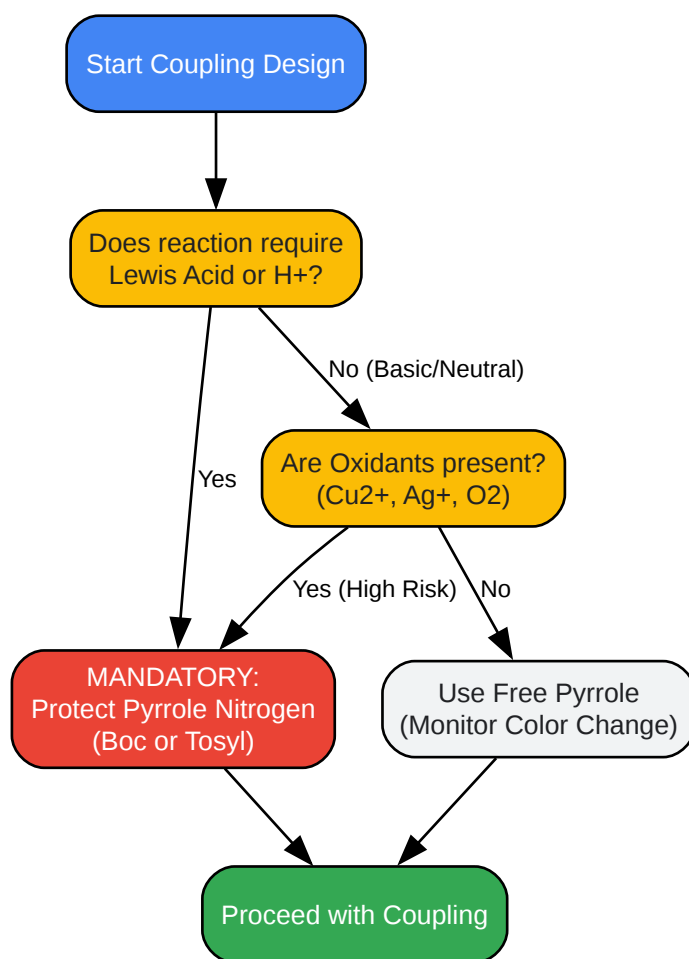 Start Coupling Design
Does reaction require
Lewis Acid or H+?
No (Basic/Neutral)
Are Oxidants present?
(Cu2+, Ag+, O2)
Yes
Yes (High Risk)
No
MANDATORY:
Protect Pyrrole Nitrogen
(Boc or Tosyl)
Use Free Pyrrole
(Monitor Color Change)
Proceed with Coupling